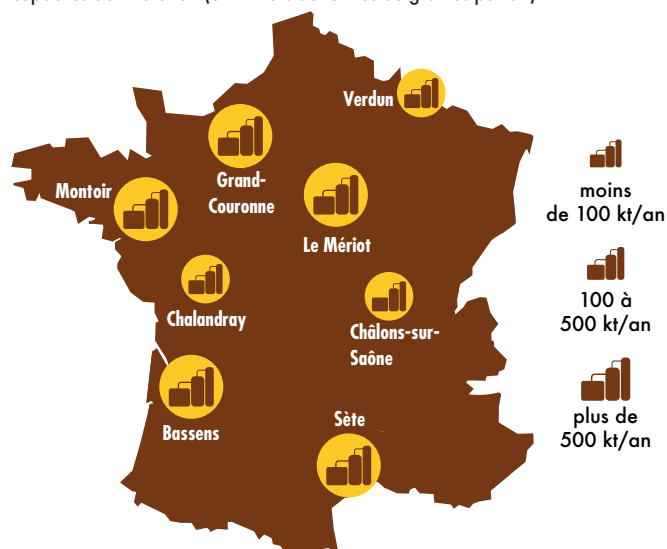 Verdun
Grand-
Couronne
Montoir
Le Mériot
Chalandray
Châlons-sur-
Saône
Bassens
Sète
moins
de 100 kt/an
100 à
500 kt/an
plus de
500 kt/an